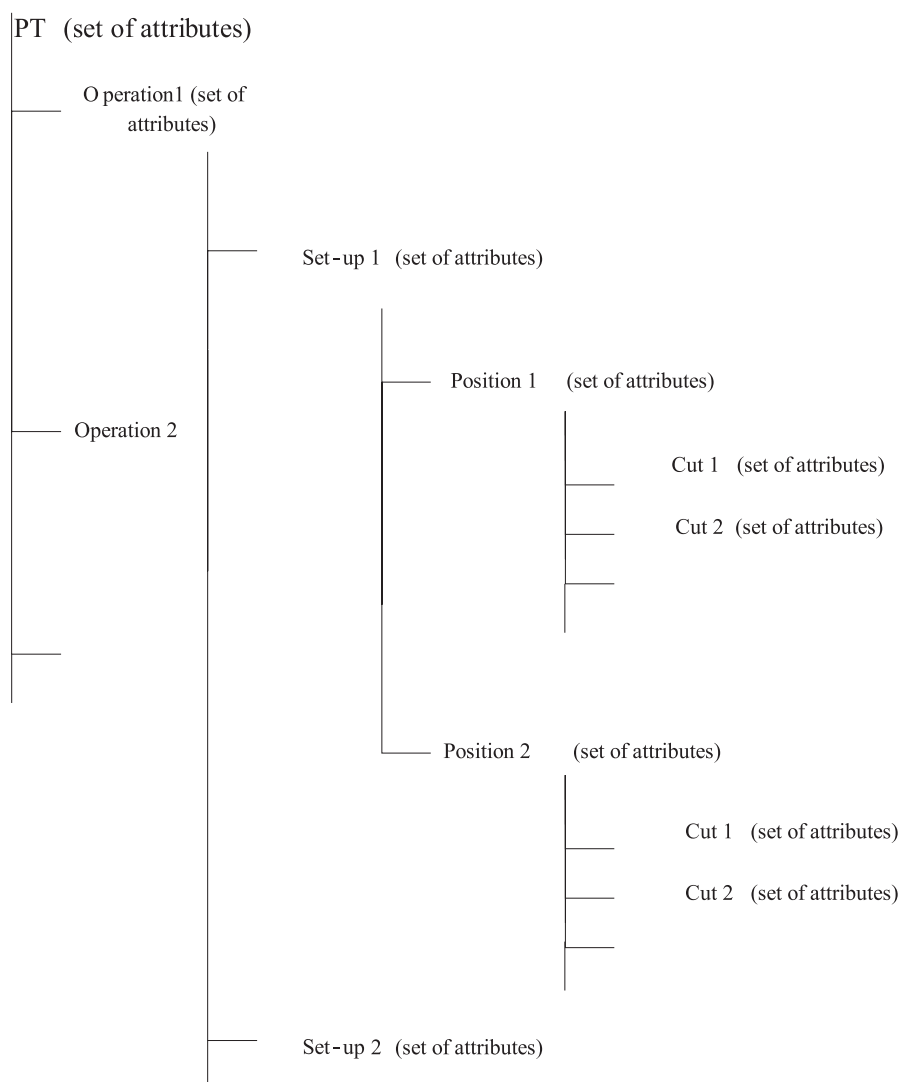 PT (set of attributes)
O peration1 (set of
attributes)
Set-up 1 (set of attributes)
Position 1 (set of attributes)
Operation 2
Cut 1 (set of attributes)
Cut 2 (set of attributes)
Position 2 (set of attributes)
Cut 1 (set of attributes)
Cut 2 (set of attributes)
Set-up 2 (set of attributes)